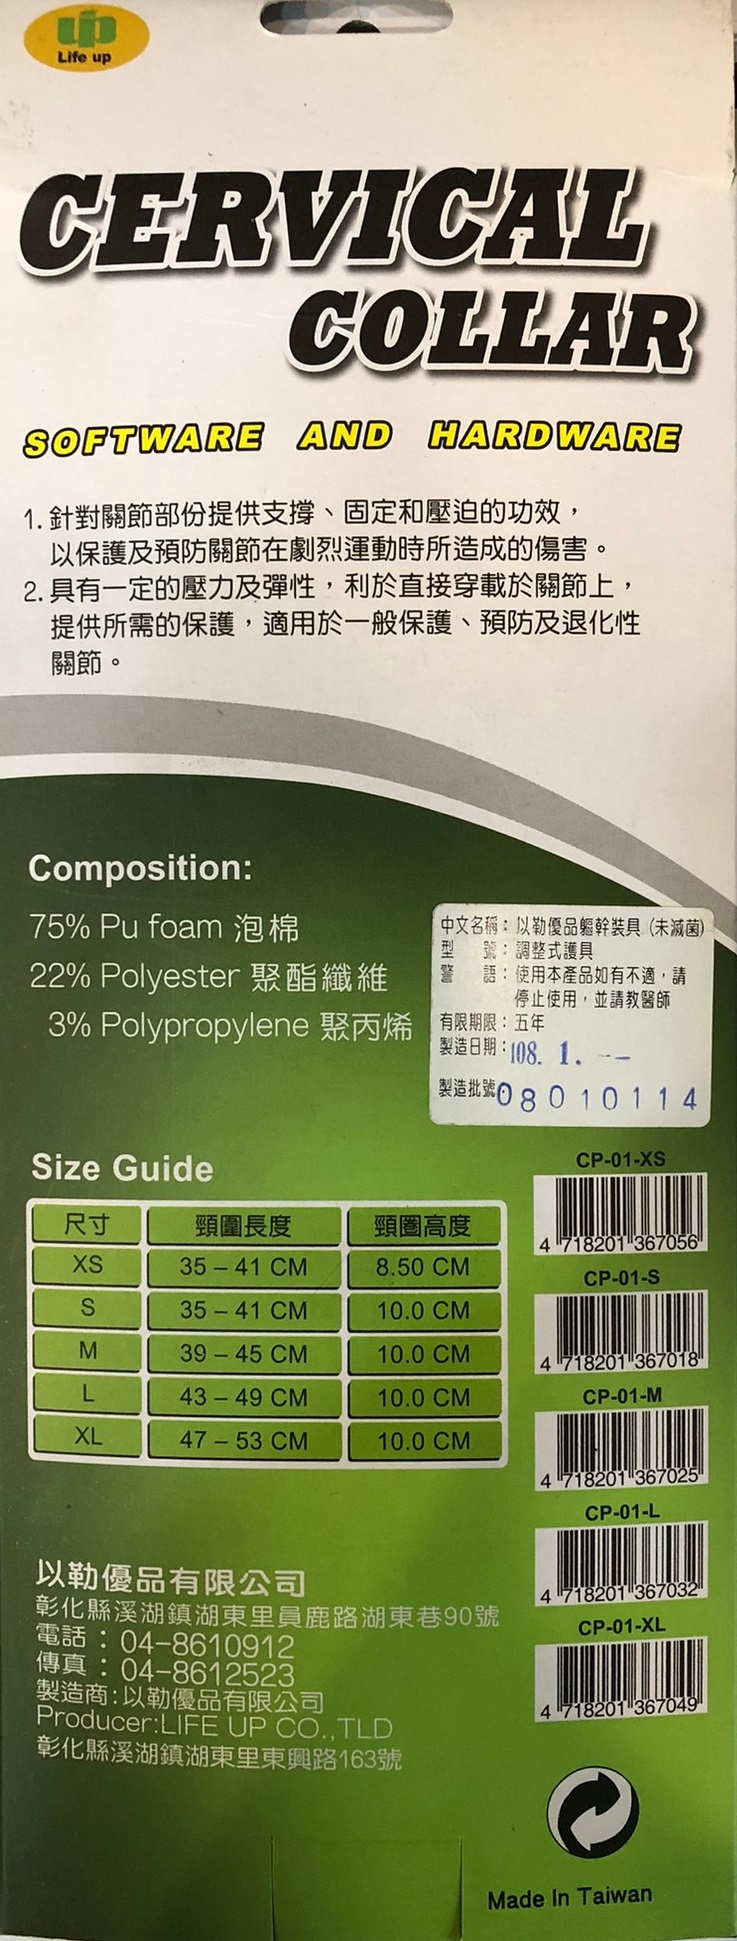 up
Life up
CERVICAL
COLLAR
SOFTWARE AND HARDWARE
1. 針對關節部份提供支撐、固定和壓迫的功效，
以保護及預防關節在劇烈運動時所造成的傷害。
2. 具有一定的壓力及彈性，利於直接穿載於關節上，
提供所需的保護，適用於一般保護、預防及退化性
關節。
Composition:
75% Pu foam 泡棉
22% Polyester 聚酯纖維
3% Polypropylene 聚丙烯
中文名稱：以勒優品軀幹裝具 (未滅菌)
型 號：調整式護具
警 語：使用本產品如有不適，請
停止使用，並請教醫師
有限期限：五年
製造日期：108. 1. --
製造批號：08010114
Size Guide
尺寸 頸圍長度 頸圈高度
XS 35 – 41 CM 8.50 CM
S 35 – 41 CM 10.0 CM
M 39 – 45 CM 10.0 CM
L 43 – 49 CM 10.0 CM
XL 47 – 53 CM 10.0 CM
CP-01-XS
4 718201 367056
CP-01-S
4 718201 367018
CP-01-M
4 718201 367025
CP-01-L
4 718201 367032
CP-01-XL
4 718201 367049
以勒優品有限公司
彰化縣溪湖鎮湖東里員鹿路湖東巷90號
電話：04-8610912
傳真：04-8612523
製造商:以勒優品有限公司
Producer:LIFE UP CO.,TLD
彰化縣溪湖鎮湖東里東興路163號
Made In Taiwan